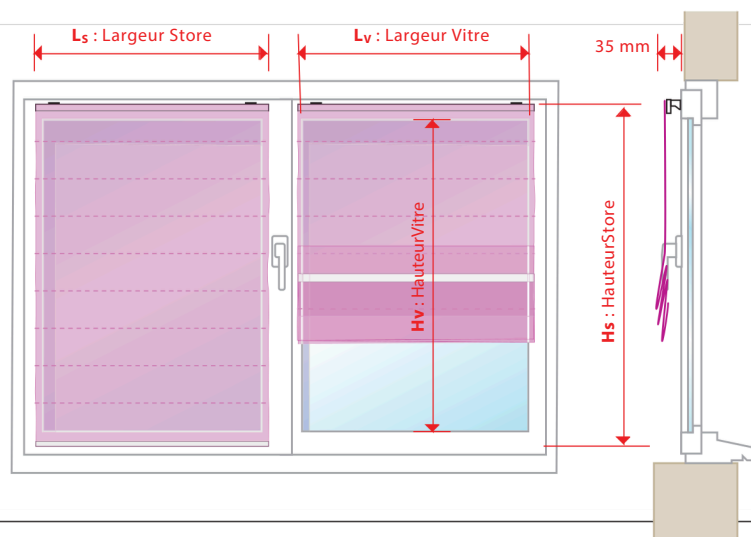 Ls : Largeur Store
Lv : Largeur Vitre
35 mm
Hv : HauteurVitre
Hs : HauteurStore